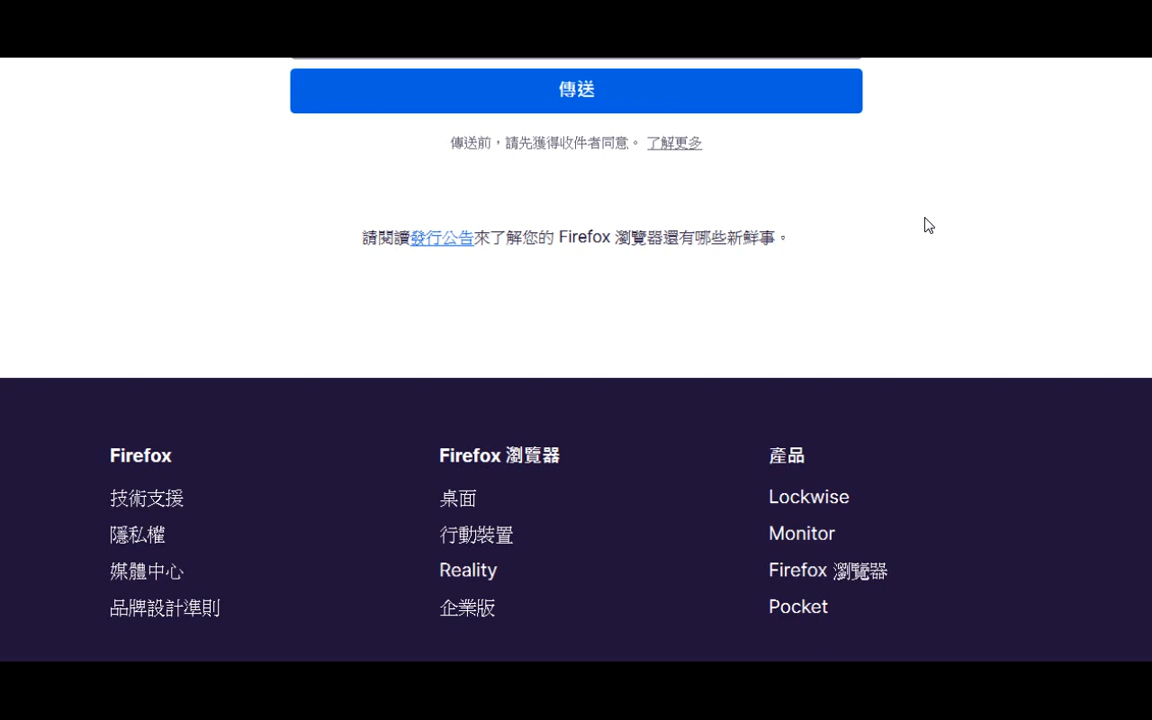 傳送
傳送前，請先獲得收件者同意。 了解更多
請閱讀發行公告來了解您的 Firefox 瀏覽器還有哪些新鮮事。
Firefox
技術支援
隱私權
媒體中心
品牌設計準則
Firefox 瀏覽器
桌面
行動裝置
Reality
企業版
產品
Lockwise
Monitor
Firefox 瀏覽器
Pocket